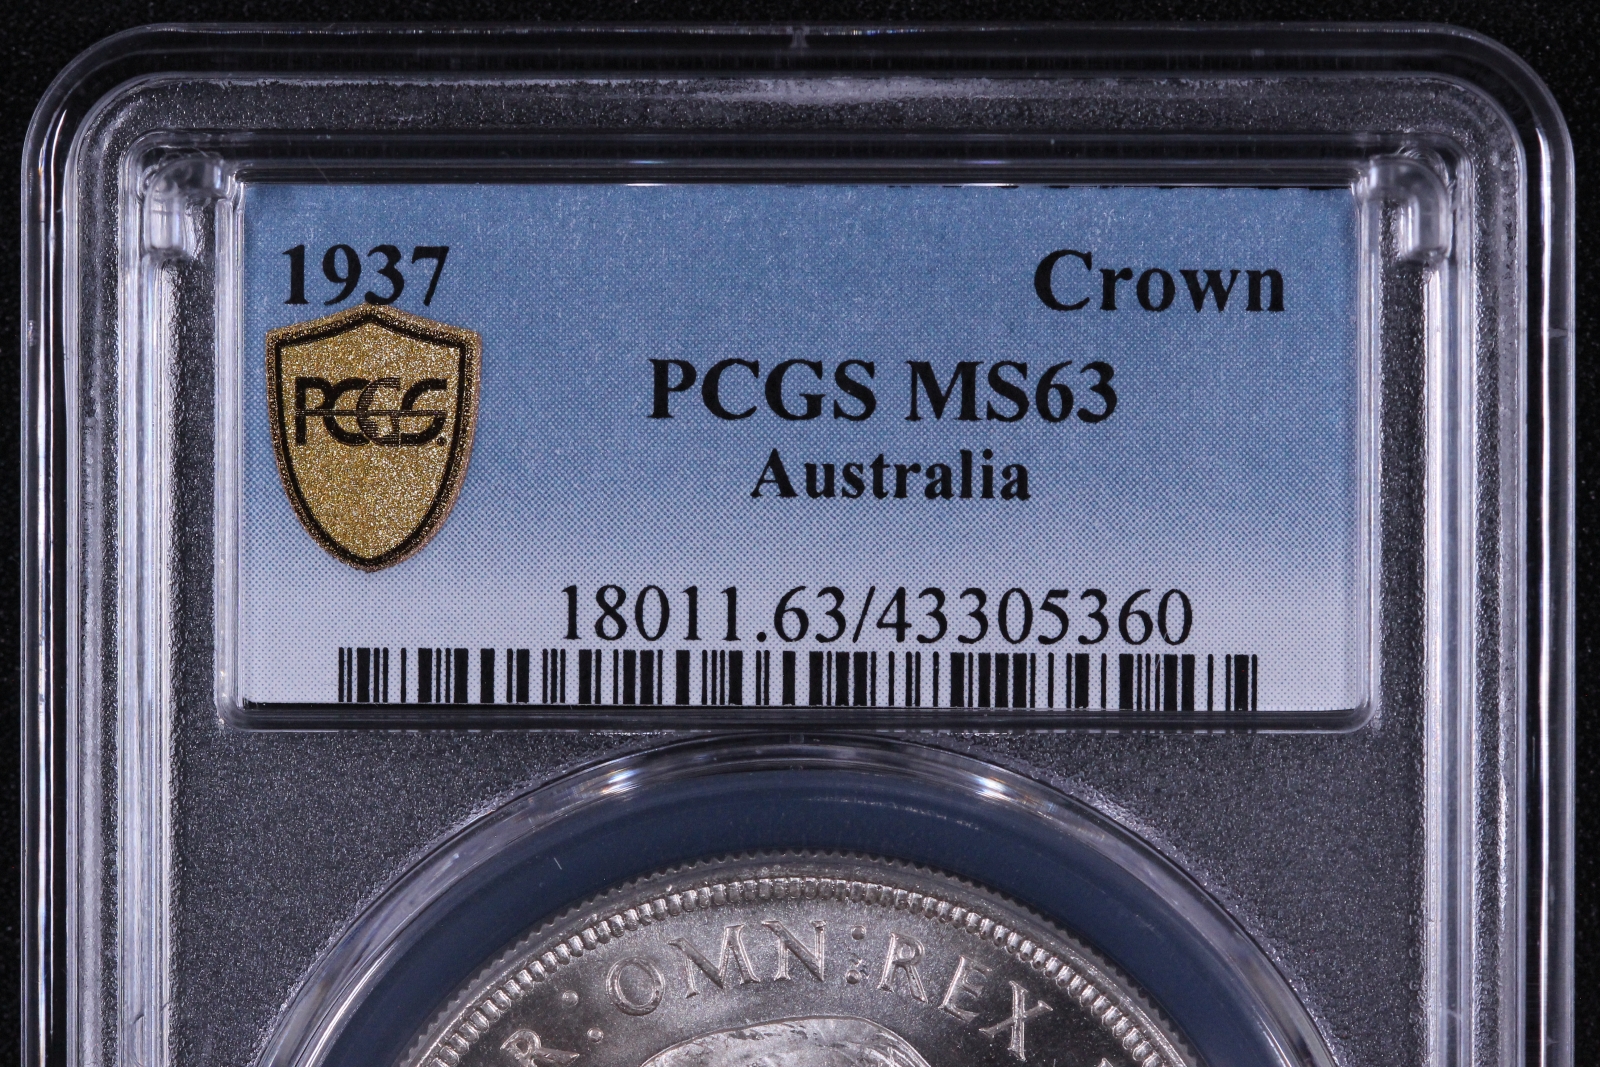 1937 Crown
PCGS
PCGS MS63
Australia
18011.63/43305360
R: OMN: REX